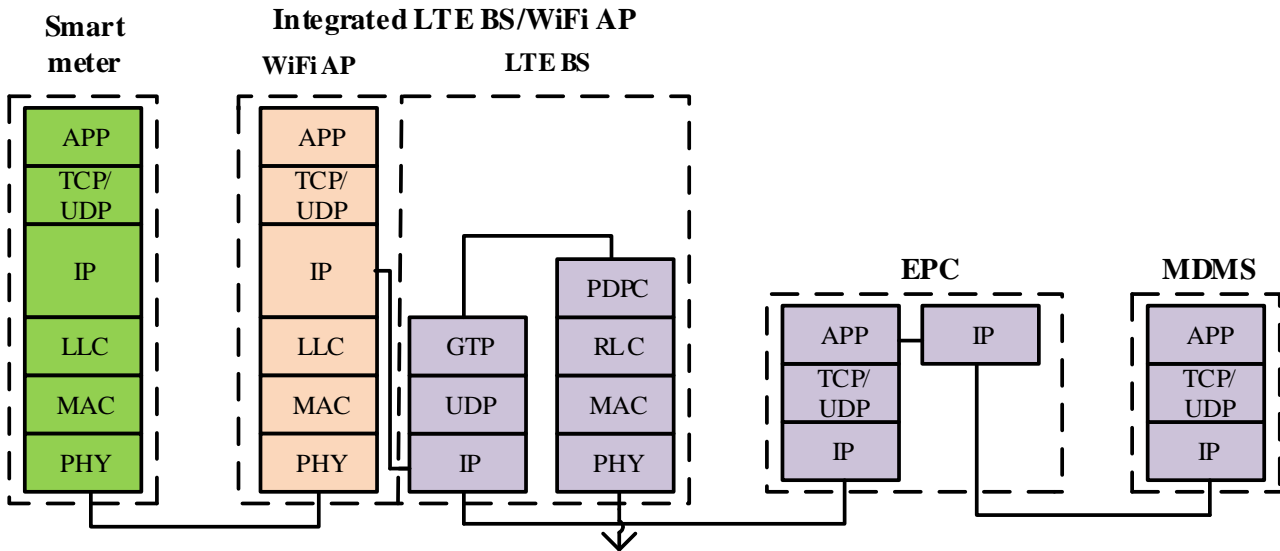 Smart
meter
APP
TCP/
UDP
IP
LLC
MAC
PHY
Integrated LTE BS/WiFi AP
WiFi AP
APP
TCP/
UDP
IP
LLC
MAC
PHY
LTE BS
GTP
UDP
IP
PDPC
RLC
MAC
PHY
EPC
APP
TCP/
UDP
IP
IP
MDMS
APP
TCP/
UDP
IP